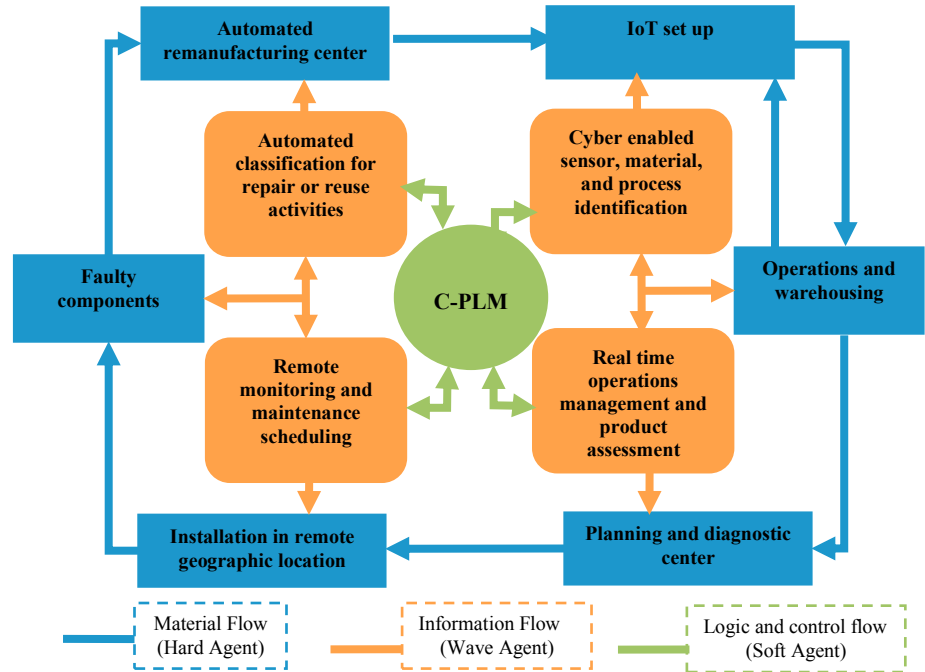 Automated
remanufacturing center
IoT set up
Automated
classification for
repair or reuse
activities
Cyber enabled
sensor, material,
and process
identification
C-PLM
Faulty
components
Operations and
warehousing
Remote
monitoring and
maintenance
scheduling
Real time
operations
management and
product
assessment
Installation in remote
geographic location
Planning and diagnostic
center
Material Flow
(Hard Agent)
Information Flow
(Wave Agent)
Logic and control flow
(Soft Agent)